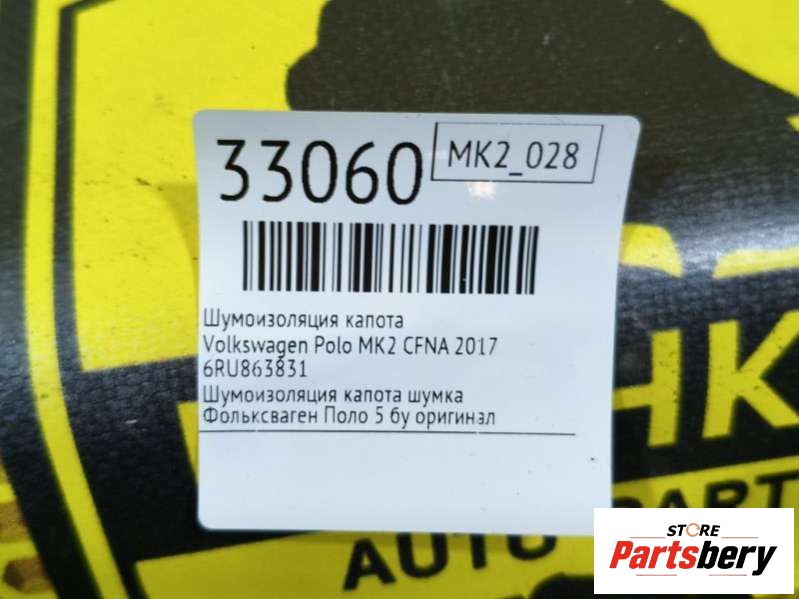 33060
MK2_028
Шумоизоляция капота
Volkswagen Polo MK2 CFNA 2017
6RU863831
Шумоизоляция капота шумка
Фольксваген Поло 5 бу оригинал
AUTO
STORE
Partsbery